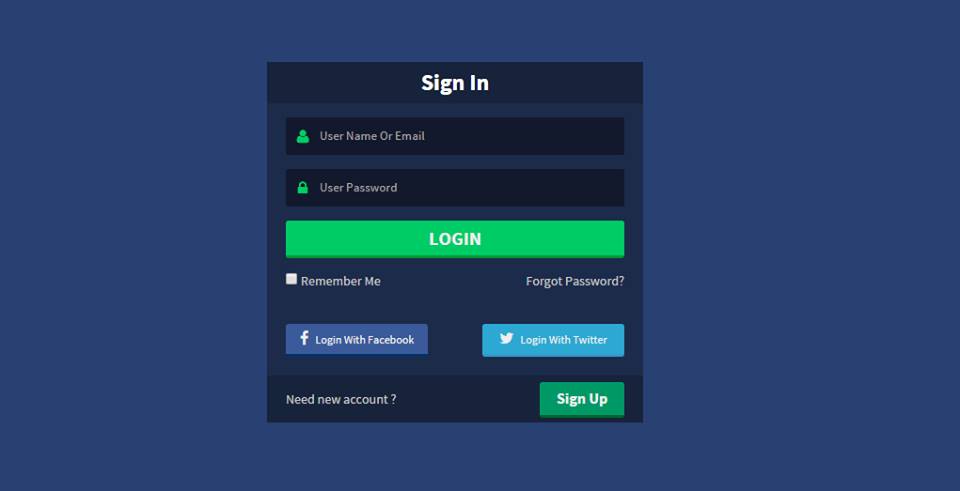 Sign In
User Name Or Email
User Password
LOGIN
Remember Me Forgot Password?
Login With Facebook Login With Twitter
Need new account ? Sign Up